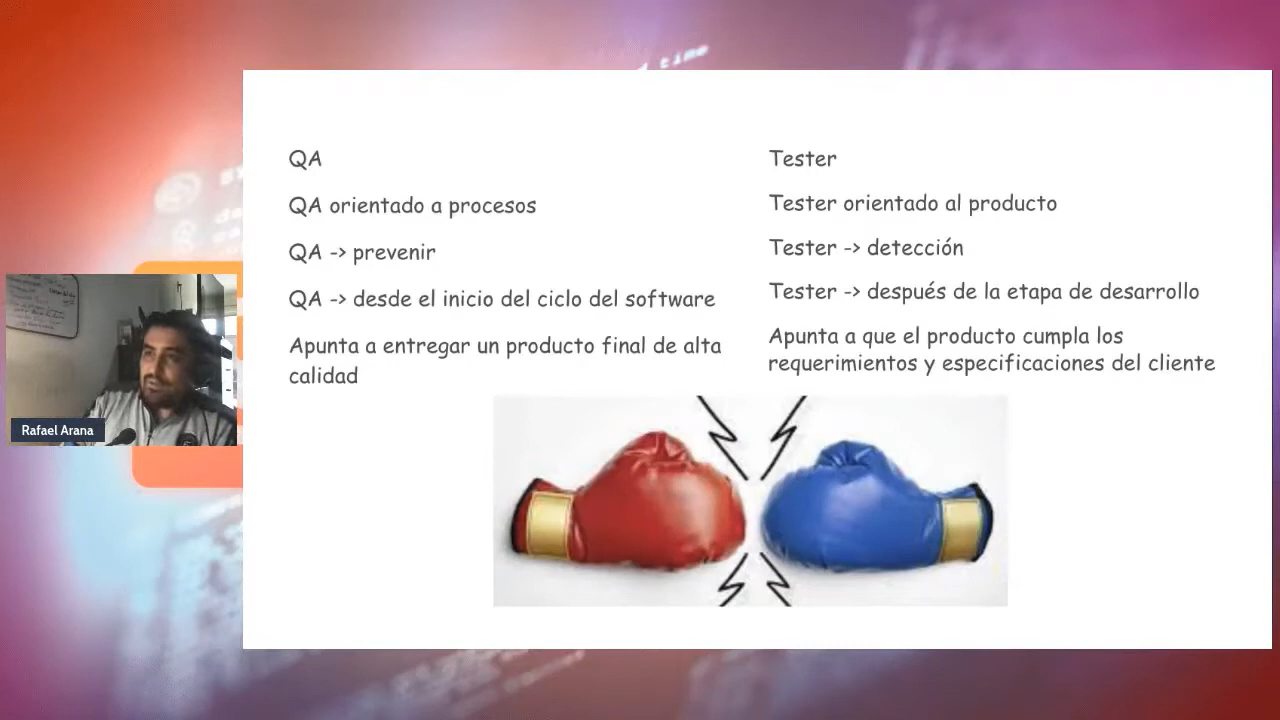 time
QA
QA orientado a procesos
QA -> prevenir
QA -> desde el inicio del ciclo del software
Apunta a entregar un producto final de alta
calidad
Tester
Tester orientado al producto
Tester -> detección
Tester -> después de la etapa de desarrollo
Apunta a que el producto cumpla los
requerimientos y especificaciones del cliente
Rafael Arana